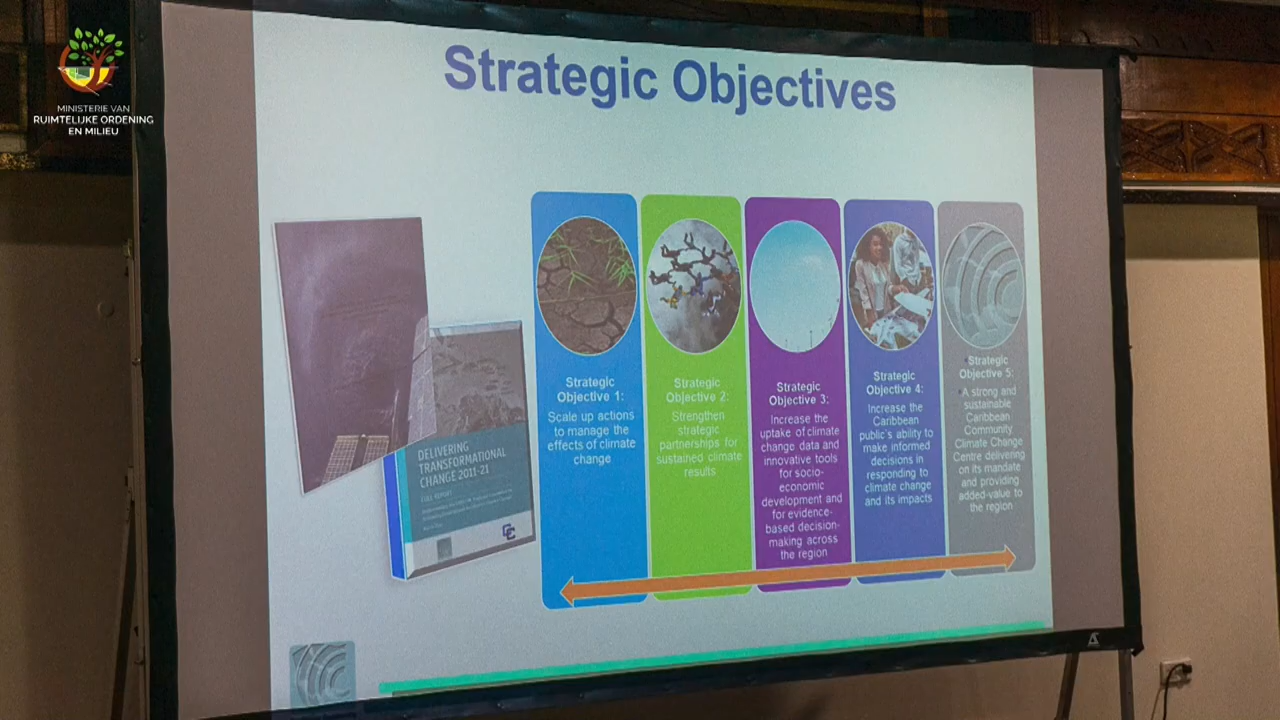 MINISTERIE VAN
RUIMTELIJKE ORDENING
EN MILIEU
Strategic Objectives
DELIVERING
TRANSFORMATIONAL
CHANGE 2011-21
FULL REPORT
Strategic
Objective 1:
Scale up actions
to manage the
effects of climate
change
Strategic
Objective 2:
Strengthen
strategic
partnerships for
sustained climate
results
Strategic
Objective 3:
Increase the
uptake of climate
change data and
innovative tools
for socio-
economic
development and
for evidence-
based decision-
making across
the region
Strategic
Objective 4:
Increase the
Caribbean
public's ability to
make informed
decisions in
responding to
climate change
and its impacts
•Strategic
Objective 5:
•A strong and
sustainable
Caribbean
Community
Climate Change
Centre delivering
on its mandate
and providing
added-value to
the region